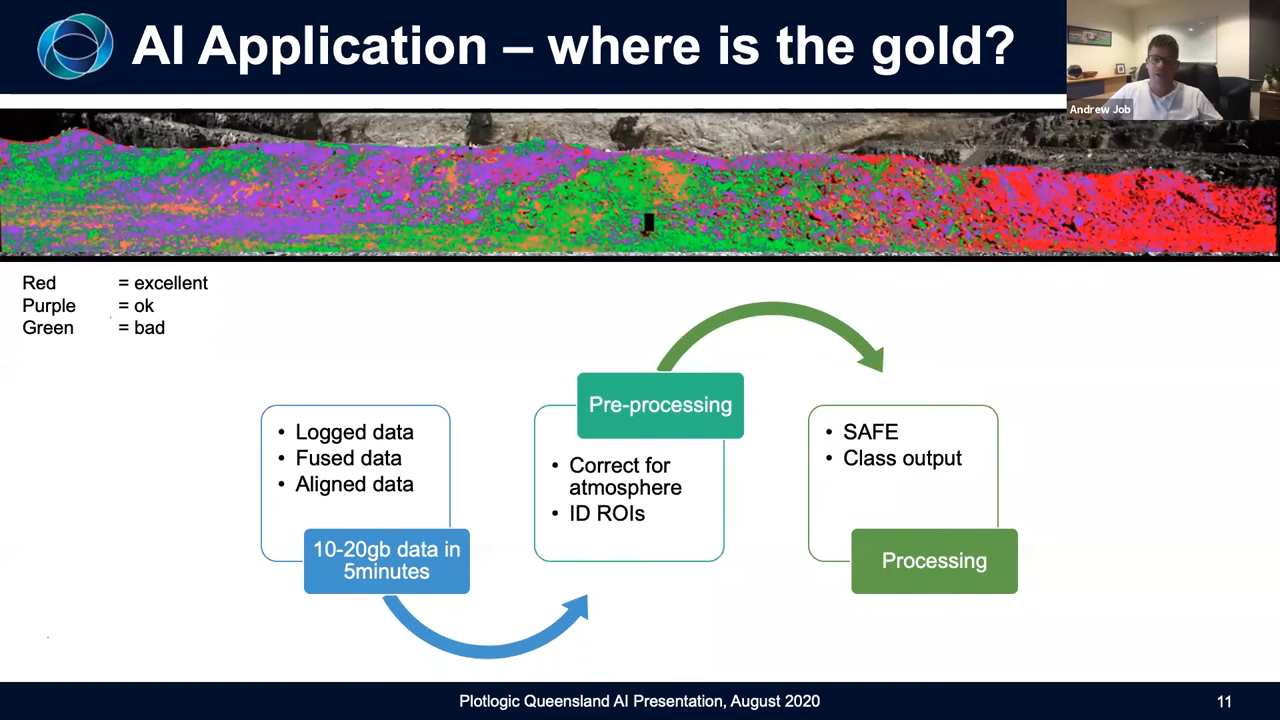 AI Application – where is the gold?
Andrew Job
Red = excellent
Purple = ok
Green = bad
• Logged data
• Fused data
• Aligned data
10-20gb data in
5minutes
Pre-processing
• Correct for
atmosphere
• ID ROIs
• SAFE
• Class output
Processing
Plotlogic Queensland AI Presentation, August 2020
11